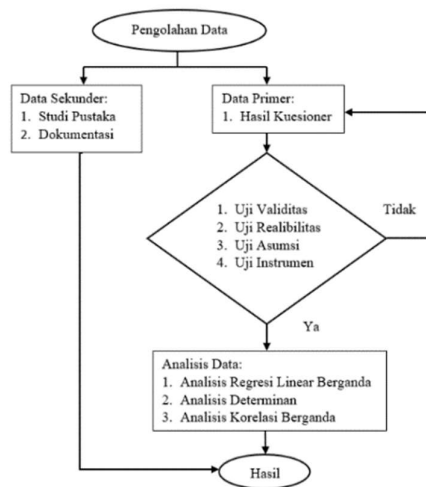 Pengolahan Data
Data Sekunder:
1. Studi Pustaka
2. Dokumentasi
Data Primer:
1. Hasil Kuesioner
1. Uji Validitas
2. Uji Realibilitas
3. Uji Asumsi
4. Uji Instrumen
Tidak
Ya
Analisis Data:
1. Analisis Regresi Linear Berganda
2. Analisis Determinan
3. Analisis Korelasi Berganda
Hasil